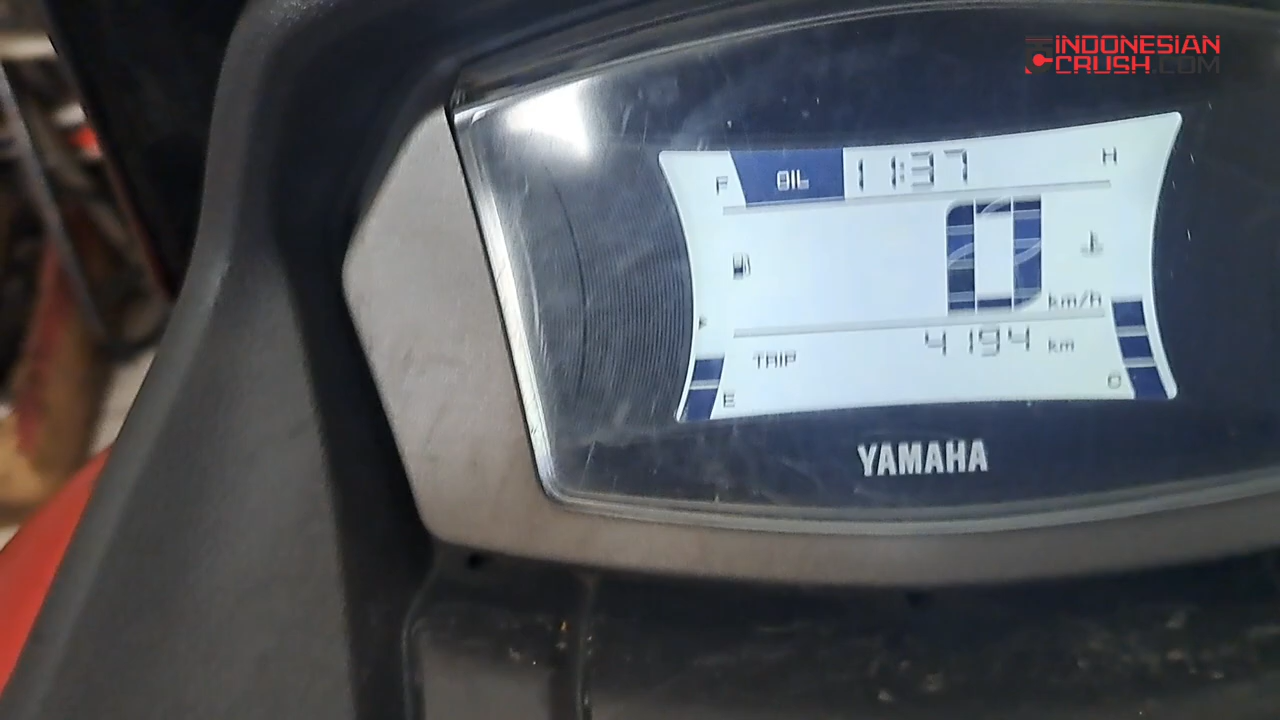 INDONESIAN
CRUSH.COM
F OIL 11:37 H
0 km/h
TRIP 4194 km
E C
YAMAHA